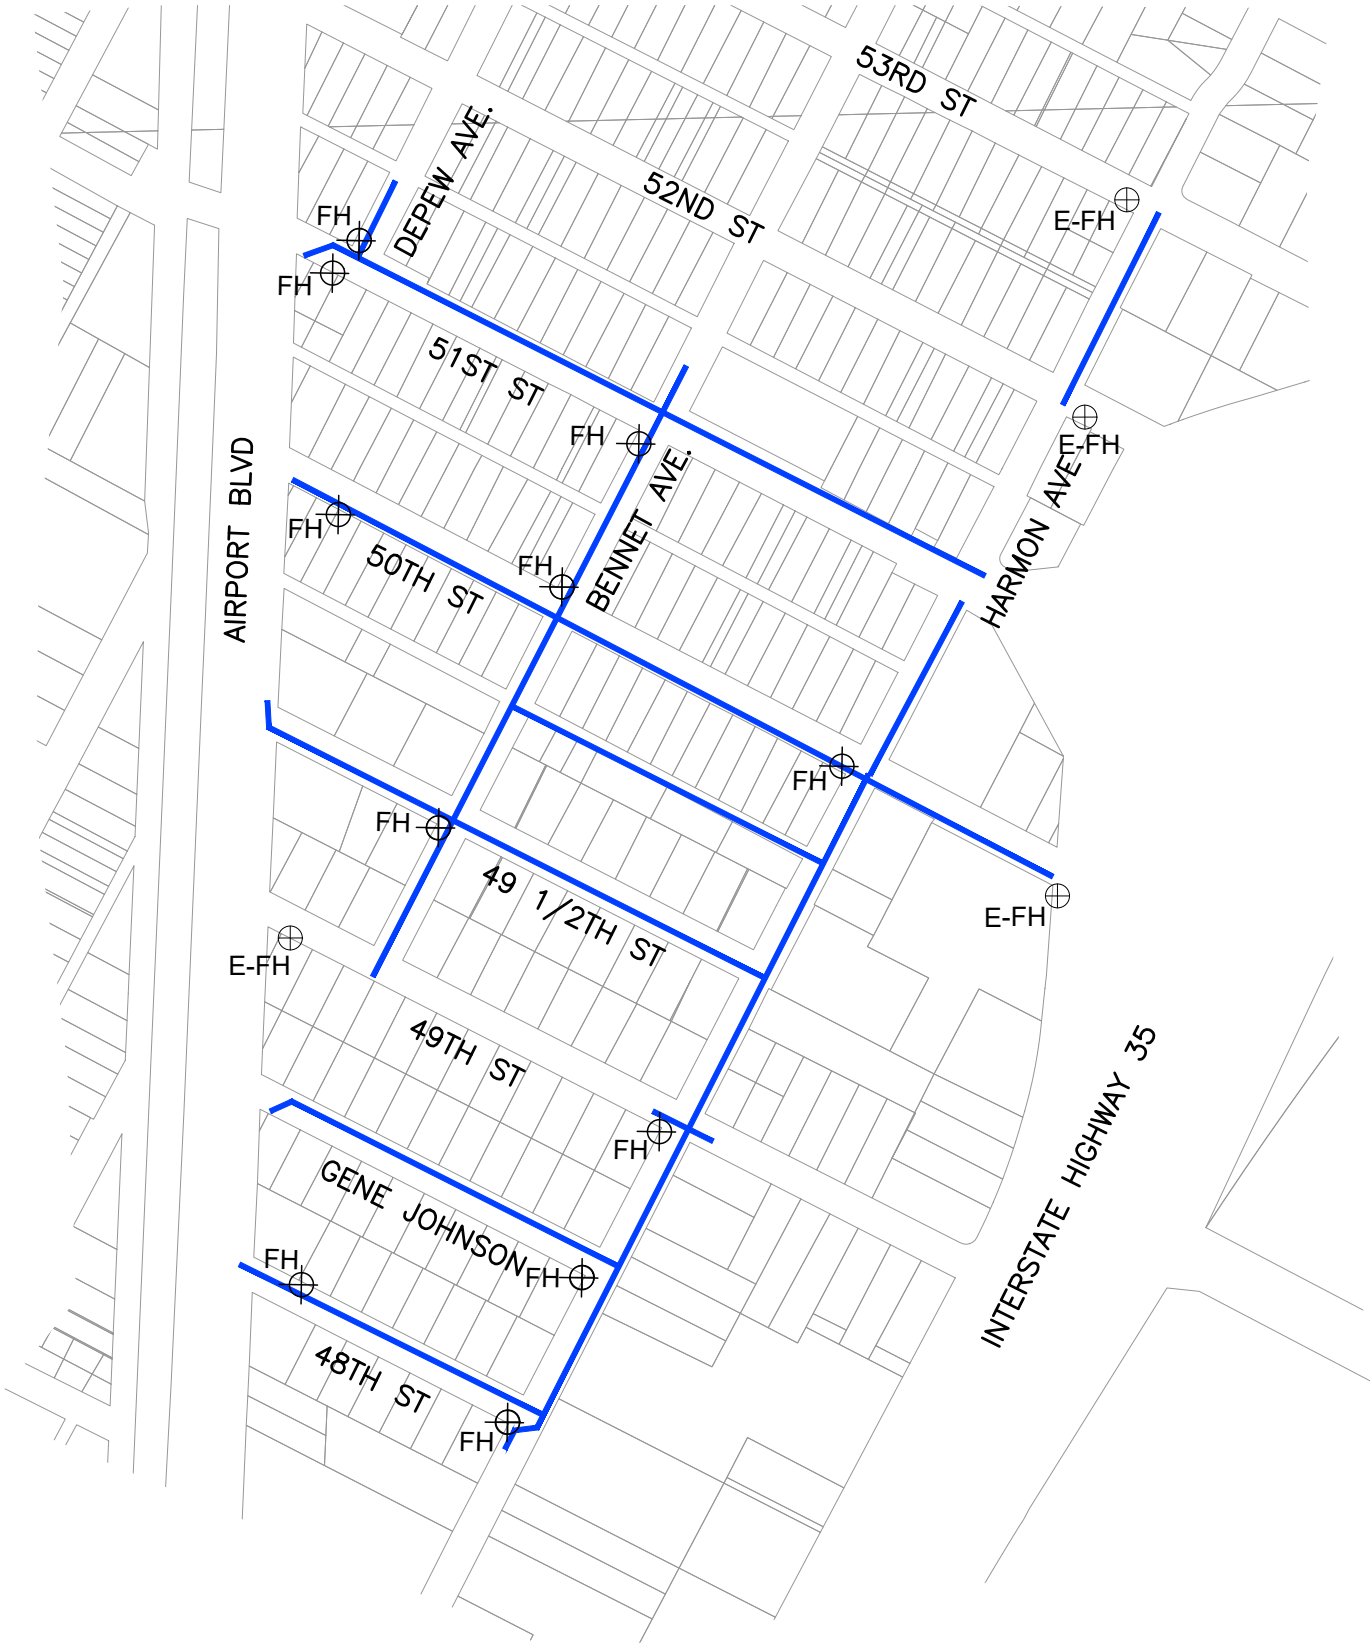 53RD ST
DEPEW AVE.
52ND ST
E-FH
FH
FH
51ST ST
FH
E-FH
AIRPORT BLVD
BENNET AVE.
HARMON AVE
FH
50TH ST
FH
FH
FH
49 1/2TH ST
E-FH
E-FH
49TH ST
INTERSTATE HIGHWAY 35
FH
GENE JOHNSON
FH
FH
48TH ST
FH